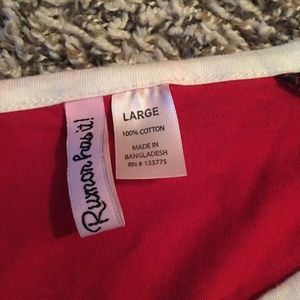 Rumor has it!
LARGE
100% COTTON
MADE IN
BANGLADESH
RN # 133775